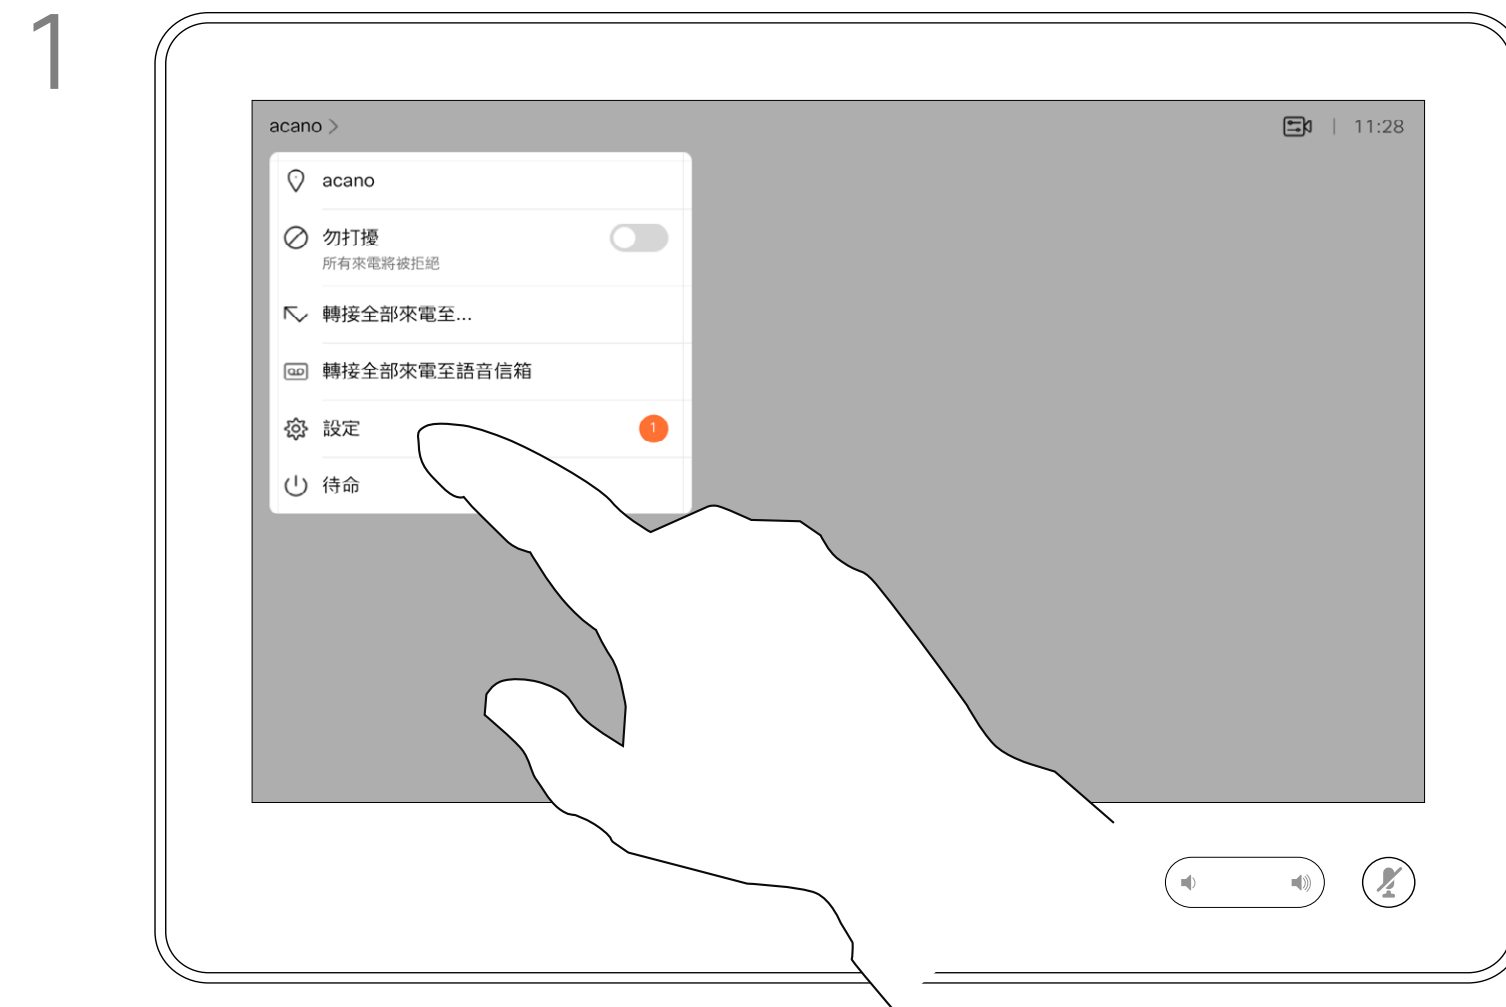 1
acano >
11:28
acano
勿打擾
所有來電將被拒絕
轉接全部來電至...
轉接全部來電至語音信箱
設定
1
待命